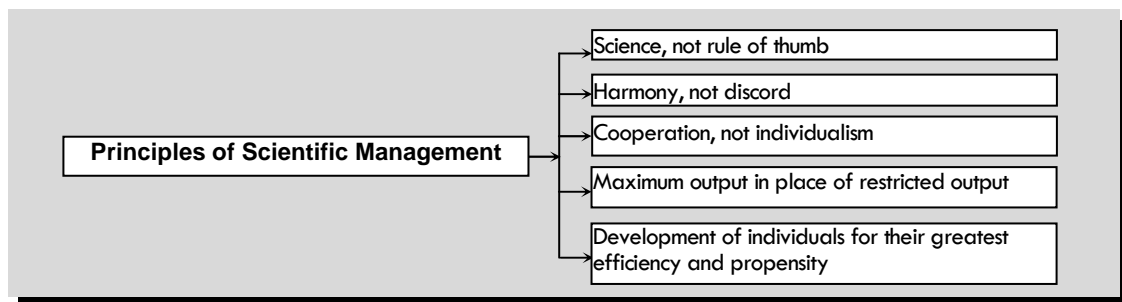 Principles of Scientific Management
Science, not rule of thumb
Harmony, not discord
Cooperation, not individualism
Maximum output in place of restricted output
Development of individuals for their greatest
efficiency and propensity